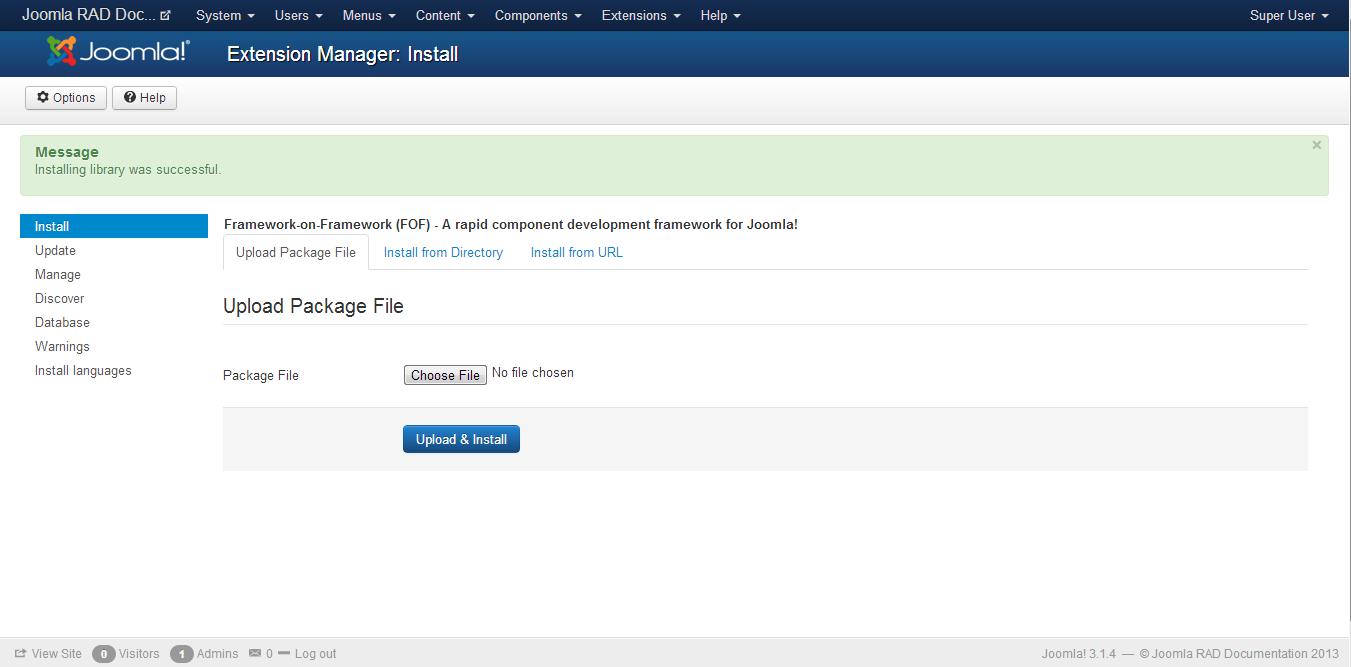 Joomla RAD Doc... System Users Menus Content Components Extensions Help Super User
Joomla!® Extension Manager: Install
Options Help
Message
Installing library was successful.
×
Install
Update
Manage
Discover
Database
Warnings
Install languages
Framework-on-Framework (FOF) - A rapid component development framework for Joomla!
Upload Package File Install from Directory Install from URL
Upload Package File
Package File Choose File No file chosen
Upload & Install
View Site 0 Visitors 1 Admins 0 Log out Joomla! 3.1.4 — © Joomla RAD Documentation 2013